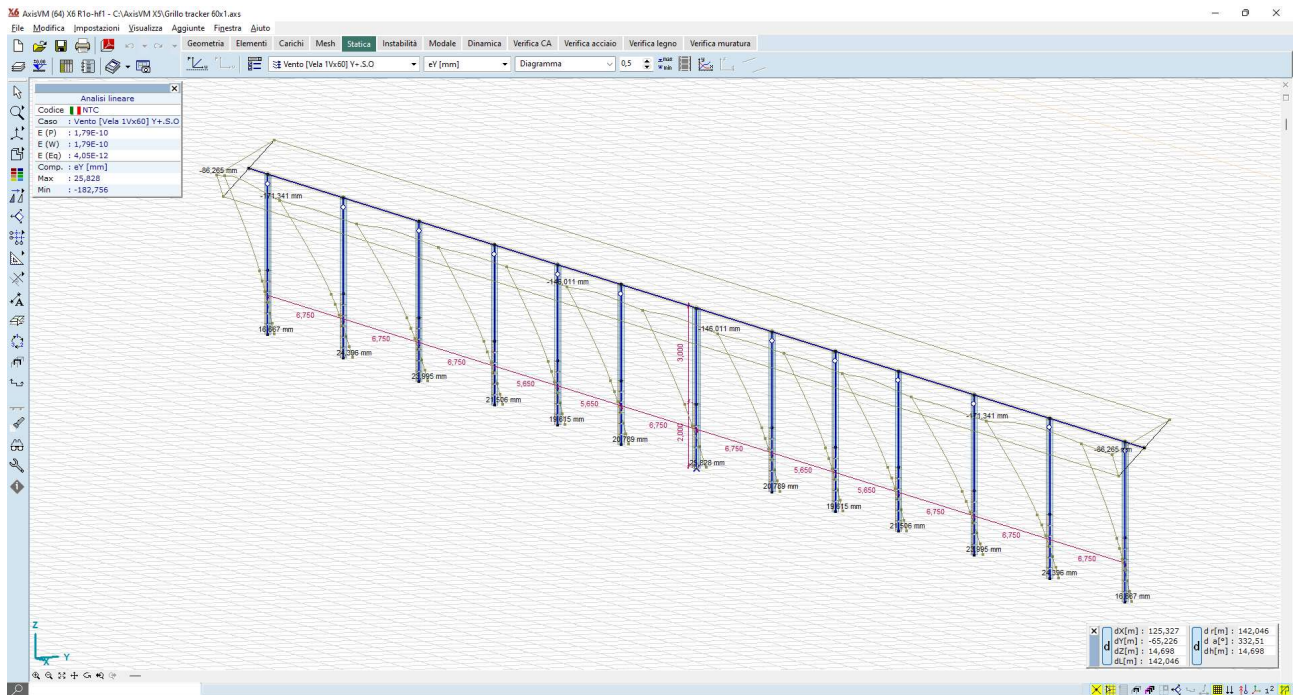 X6 AxisVM (64) X6 R1o-hf1 - C:\AxisVM X5\Grillo tracker 60x1.axs
File Modifica Impostazioni Visualizza Aggiunte Finestra Aiuto
Geometria Elementi Carichi Mesh Statica Instabilità Modale Dinamica Verifica CA Verifica acciaio Verifica legno Verifica muratura
Vento [Vela 1Vx60] Y+.S.O eY [mm] Diagramma 0,5
Analisi lineare
Codice NTC
Caso : Vento [Vela 1Vx60] Y+.S.O
E (P) : 1,79E-10
E (W) : 1,79E-10
E (Eq) : 4,05E-12
Comp. : eY [mm]
Max : 25,828
Min : -182,756
-86,265 mm
-171,341 mm
-146,011 mm
-146,011 mm
-171,341 mm
-86,265 mm
6,750
6,750
6,750
5,650
5,650
6,750
6,750
5,650
5,650
6,750
6,750
6,750
3,000
2,000
16,667 mm
24,396 mm
23,995 mm
21,506 mm
19,615 mm
20,789 mm
25,828 mm
20,789 mm
19,615 mm
21,506 mm
23,995 mm
24,396 mm
16,667 mm
Z
Y
X
d
dX[m] : 125,327
dY[m] : -65,226
dZ[m] : 14,698
dL[m] : 142,046
d
d r[m] : 142,046
d a[°] : 332,51
dh[m] : 14,698